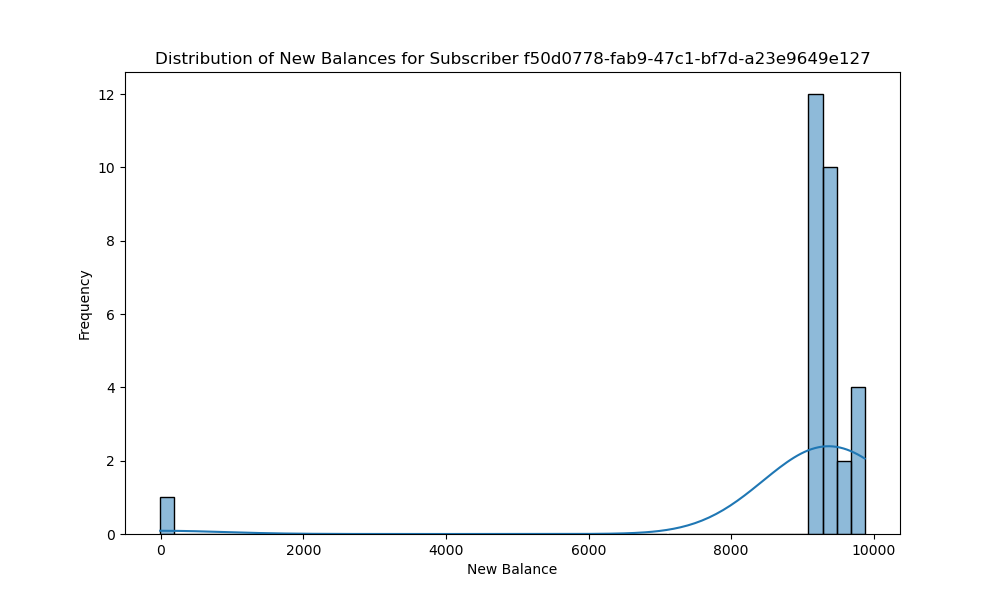 Distribution of New Balances for Subscriber f50d0778-fab9-47c1-bf7d-a23e9649e127
12
10
8
6
4
2
0
Frequency
0 2000 4000 6000 8000 10000
New Balance